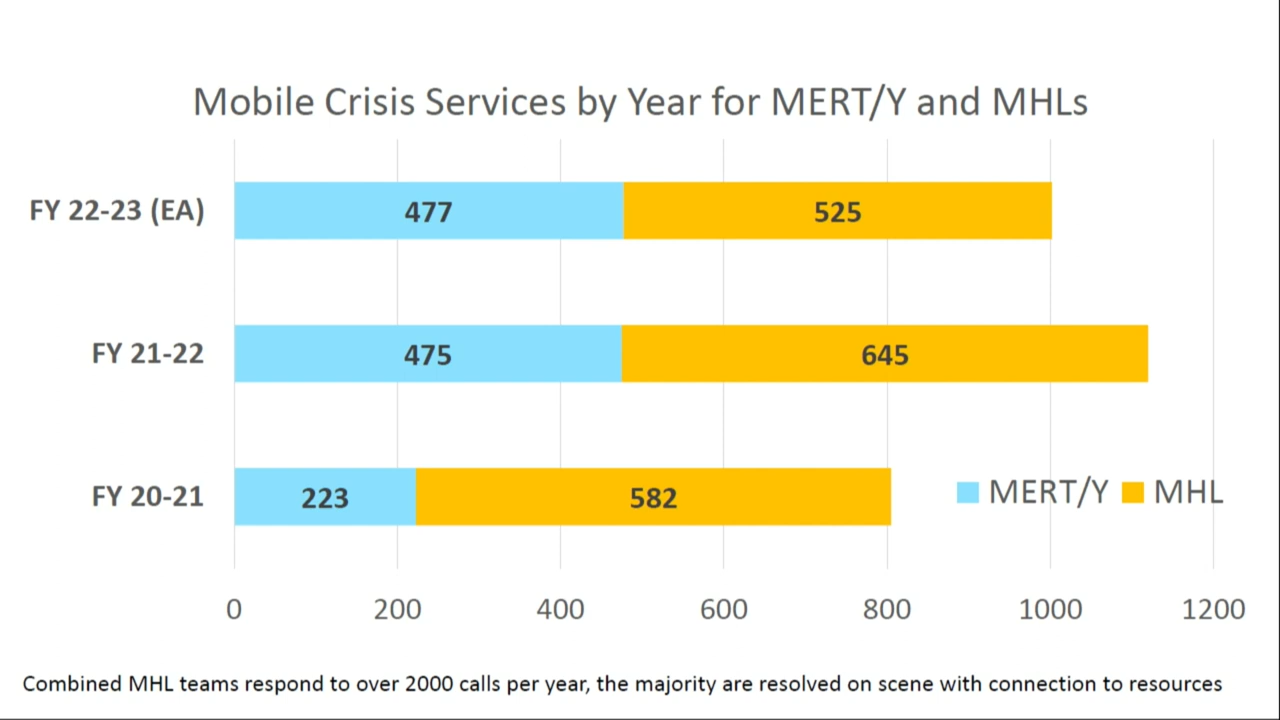 Mobile Crisis Services by Year for MERT/Y and MHLs
FY 22-23 (EA)
477
525
FY 21-22
475
645
FY 20-21
223
582
MERT/Y
MHL
0 200 400 600 800 1000 1200
Combined MHL teams respond to over 2000 calls per year, the majority are resolved on scene with connection to resources